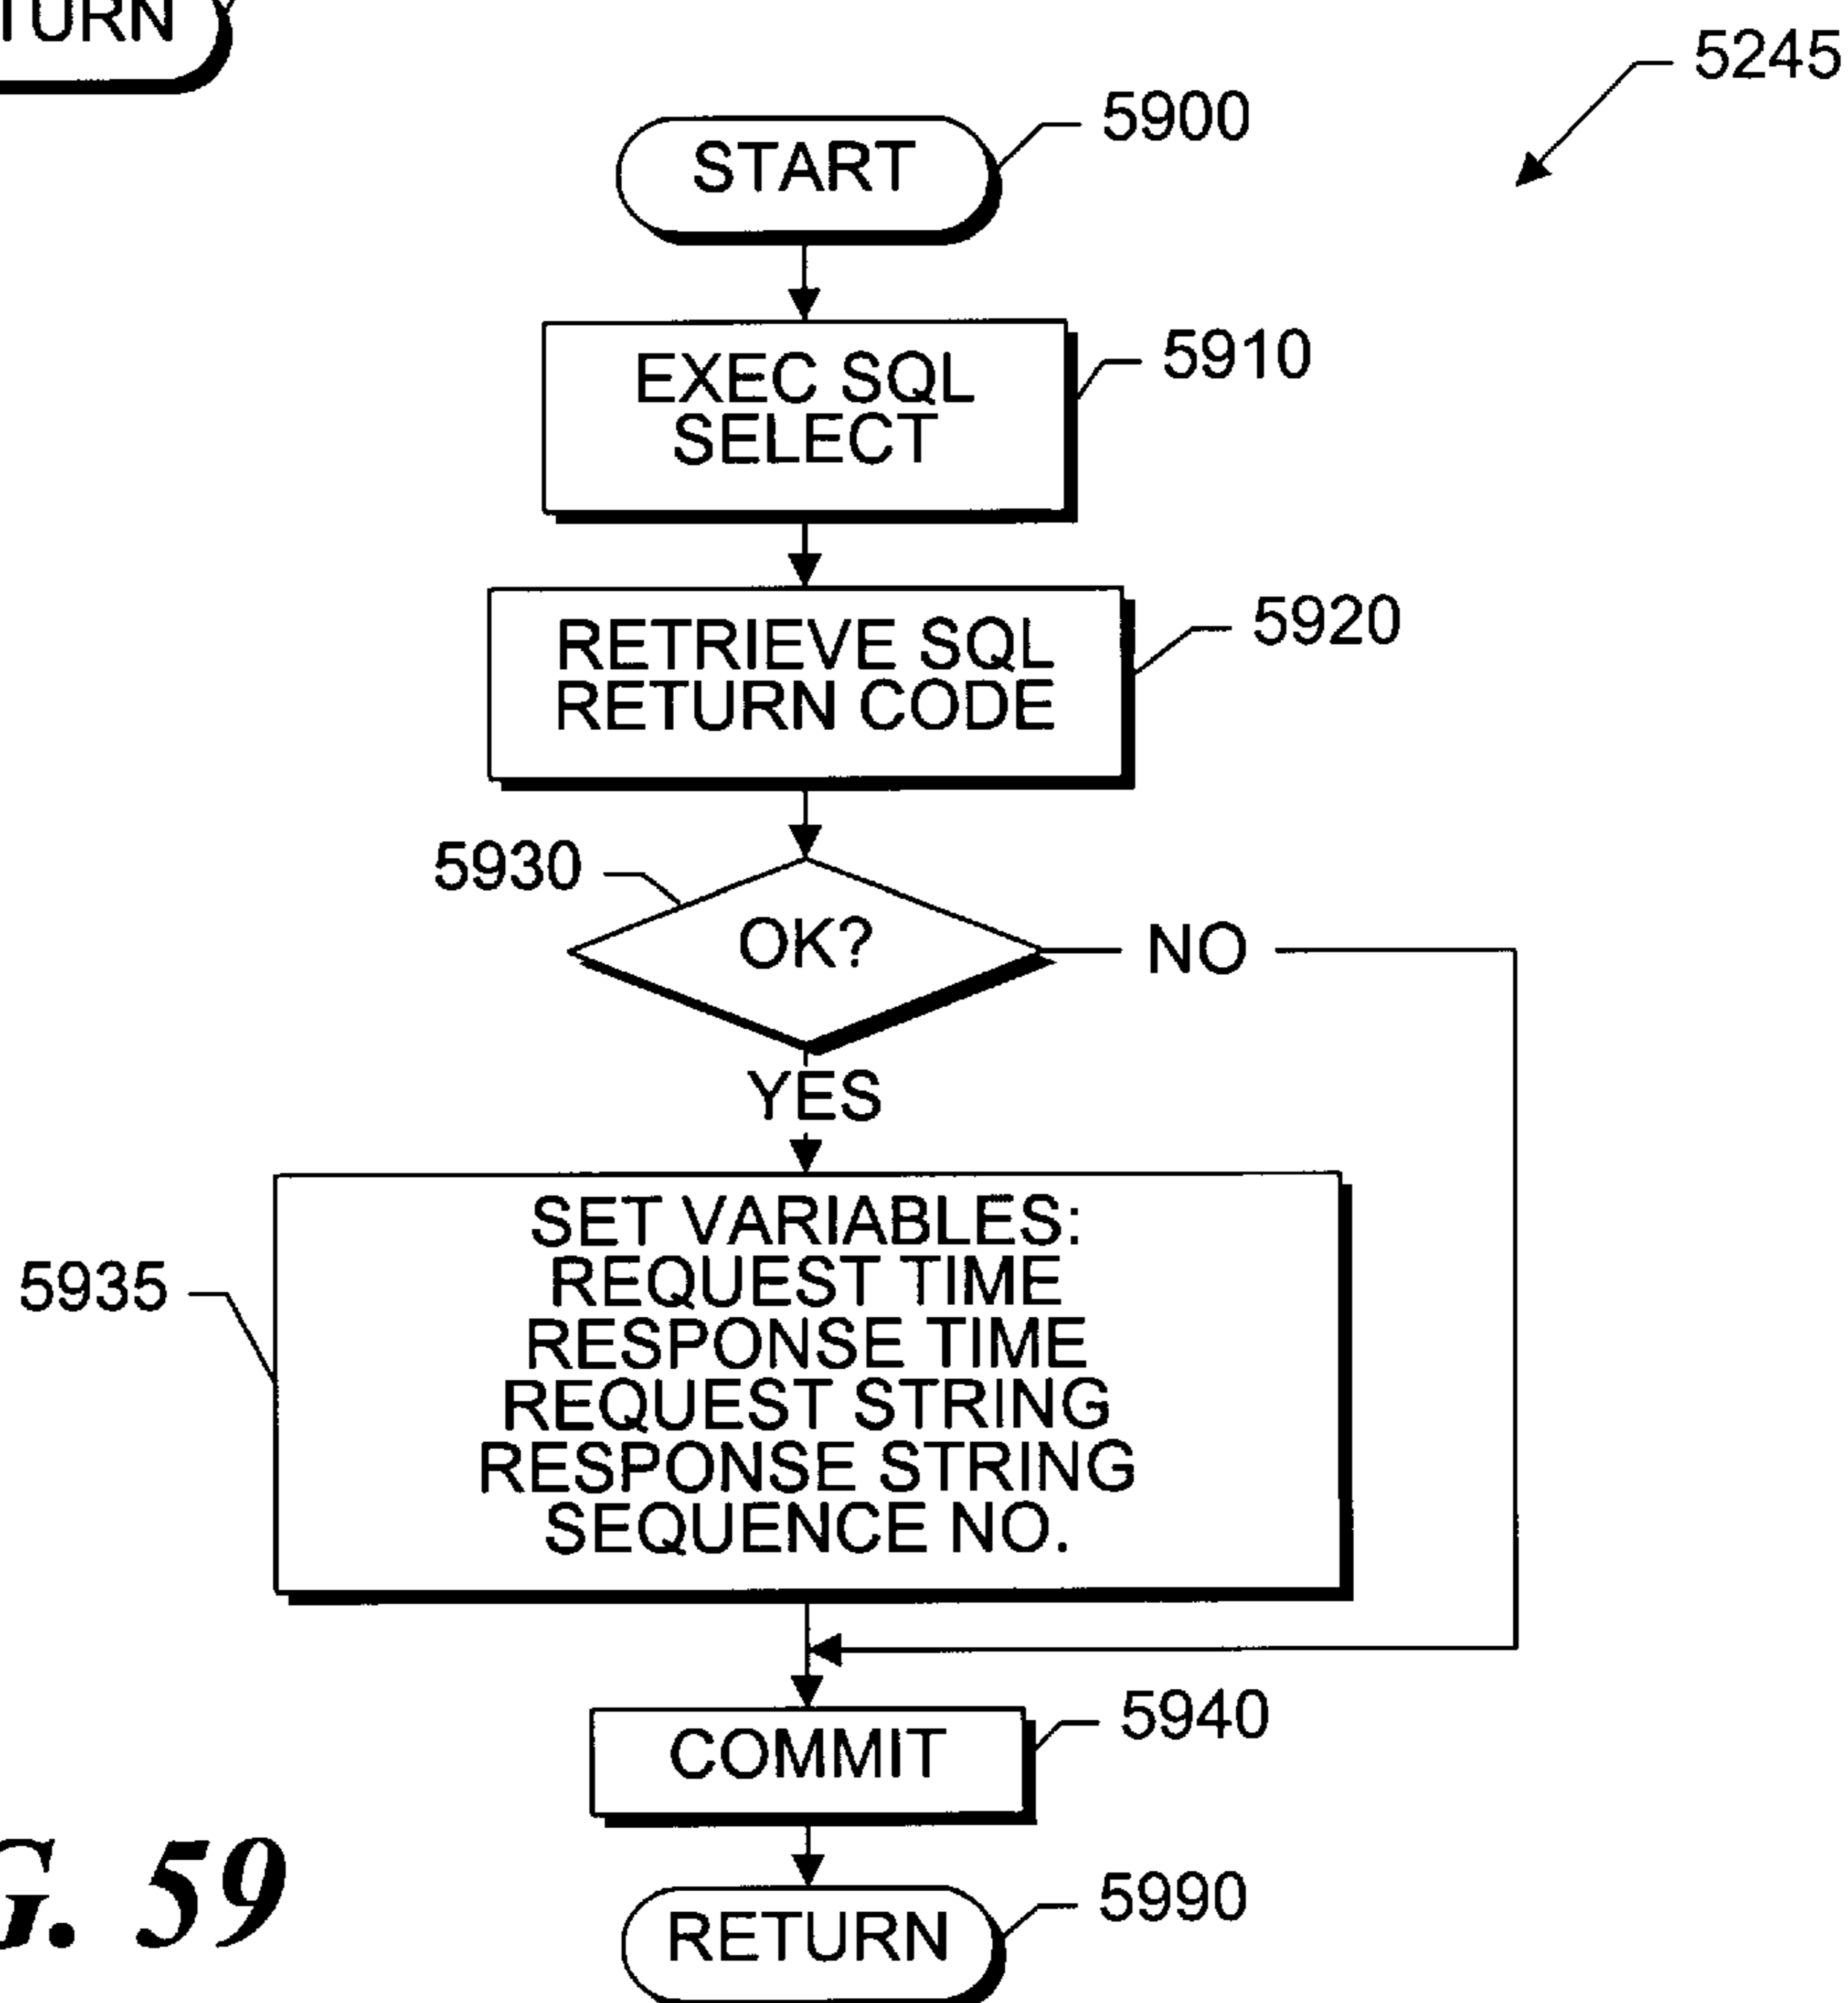 5245
5900
START
5910
EXEC SQL
SELECT
5920
RETRIEVE SQL
RETURN CODE
5930
OK?
NO
YES
5935
SET VARIABLES:
REQUEST TIME
RESPONSE TIME
REQUEST STRING
RESPONSE STRING
SEQUENCE NO.
5940
COMMIT
59
5990
RETURN